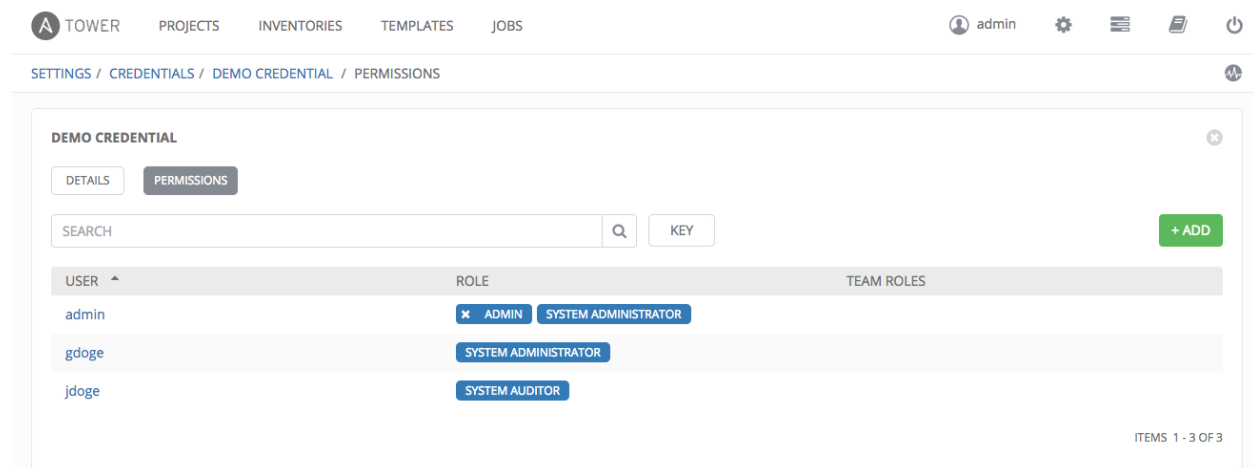 A TOWER PROJECTS INVENTORIES TEMPLATES JOBS admin
SETTINGS / CREDENTIALS / DEMO CREDENTIAL / PERMISSIONS
DEMO CREDENTIAL
DETAILS PERMISSIONS
SEARCH KEY + ADD
USER ROLE TEAM ROLES
admin ADMIN SYSTEM ADMINISTRATOR
gdoge SYSTEM ADMINISTRATOR
jdoge SYSTEM AUDITOR
ITEMS 1 - 3 OF 3